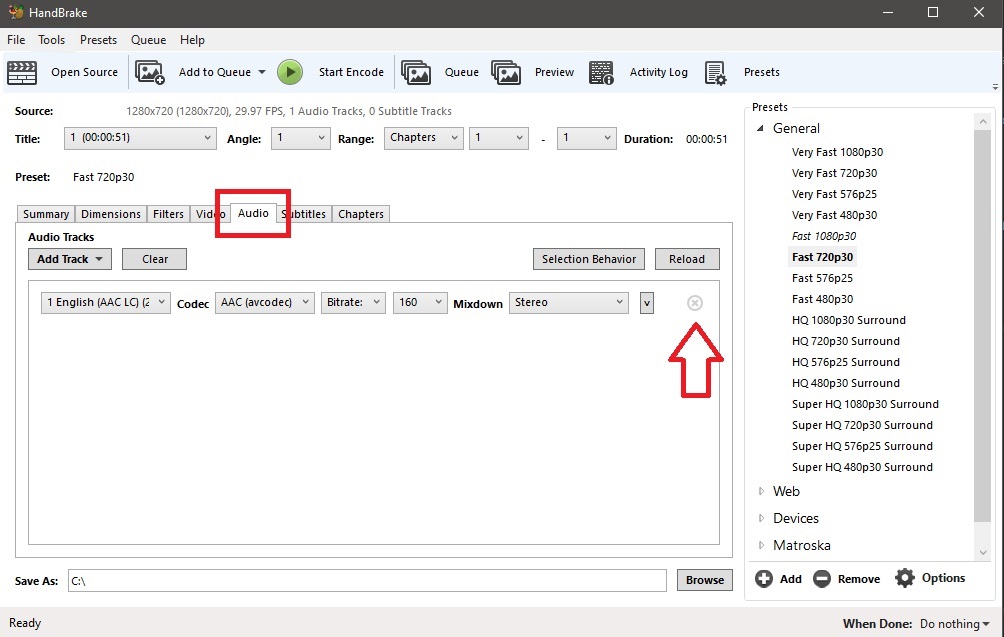 HandBrake
File Tools Presets Queue Help
Open Source Add to Queue Start Encode Queue Preview Activity Log Presets
Source: 1280x720 (1280x720), 29.97 FPS, 1 Audio Tracks, 0 Subtitle Tracks
Title: 1 (00:00:51) Angle: 1 Range: Chapters 1 - 1 Duration: 00:00:51
Preset: Fast 720p30
Summary Dimensions Filters Video Audio Subtitles Chapters
Audio Tracks
Add Track Clear Selection Behavior Reload
1 English (AAC LC) (2 Codec AAC (avcodec) Bitrate: 160 Mixdown Stereo v
Save As: C:\ Browse
Presets
General
Very Fast 1080p30
Very Fast 720p30
Very Fast 576p25
Very Fast 480p30
Fast 1080p30
Fast 720p30
Fast 576p25
Fast 480p30
HQ 1080p30 Surround
HQ 720p30 Surround
HQ 576p25 Surround
HQ 480p30 Surround
Super HQ 1080p30 Surround
Super HQ 720p30 Surround
Super HQ 576p25 Surround
Super HQ 480p30 Surround
Web
Devices
Matroska
Add Remove Options
Ready When Done: Do nothing